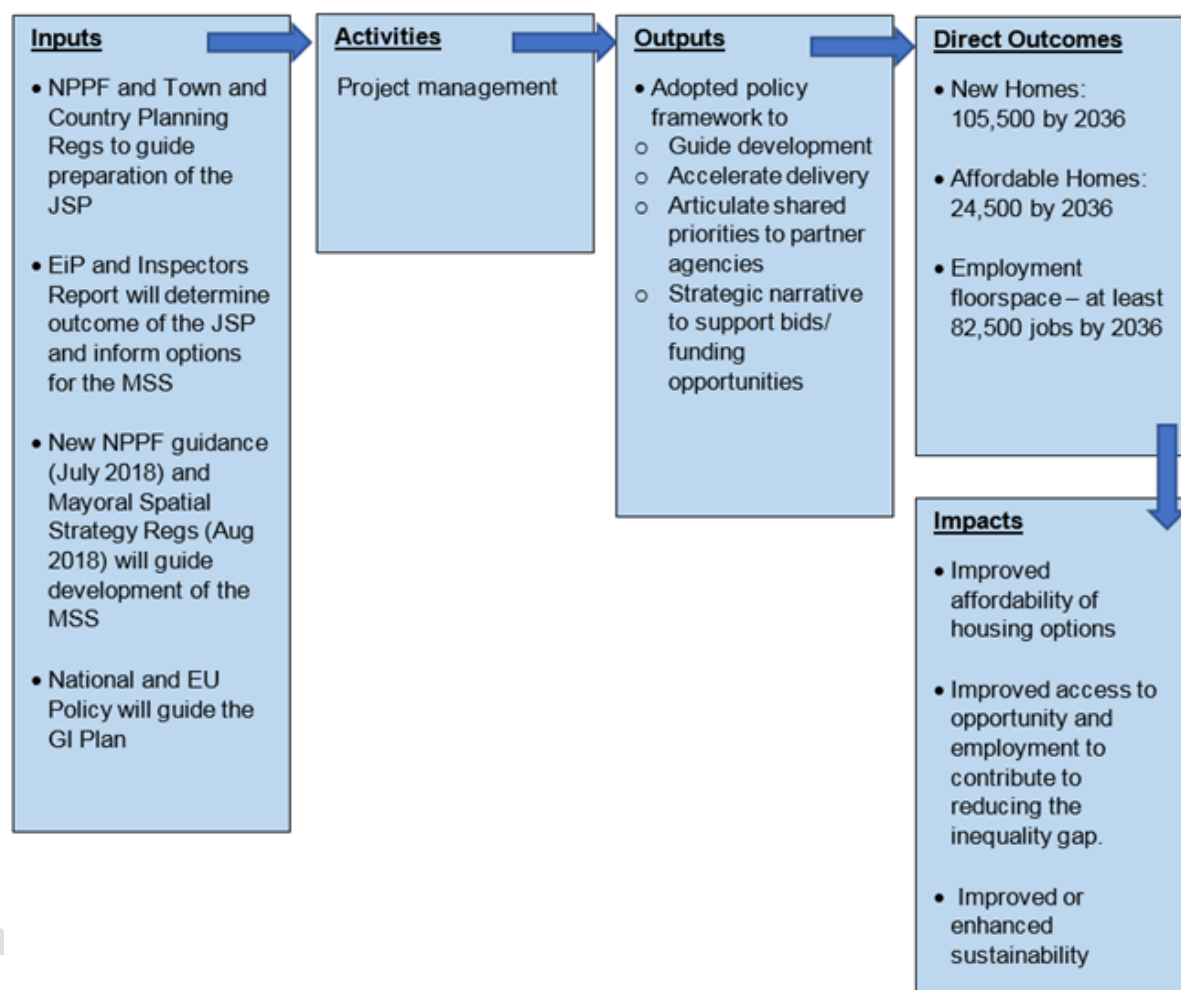 Inputs
• NPPF and Town and
Country Planning
Regs to guide
preparation of the
JSP
• EiP and Inspectors
Report will determine
outcome of the JSP
and inform options
for the MSS
• New NPPF guidance
(July 2018) and
Mayoral Spatial
Strategy Regs (Aug
2018) will guide
development of the
MSS
• National and EU
Policy will guide the
GI Plan
Activities
Project management
Outputs
• Adopted policy
framework to
o Guide development
o Accelerate delivery
o Articulate shared
priorities to partner
agencies
o Strategic narrative
to support bids/
funding
opportunities
Direct Outcomes
• New Homes:
105,500 by 2036
• Affordable Homes:
24,500 by 2036
• Employment
floorspace – at least
82,500 jobs by 2036
Impacts
• Improved
affordability of
housing options
• Improved access to
opportunity and
employment to
contribute to
reducing the
inequality gap.
• Improved or
enhanced
sustainability